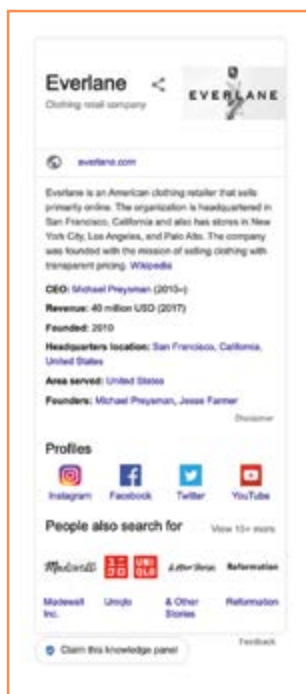 Everlane
EVERLANE
Clothing retail company
everlane.com
Everlane is an American clothing retailer that sells
primarily online. The organization is headquartered in
San Francisco, California and also has stores in New
York City, Los Angeles, and Palo Alto. The company
was founded with the mission of selling clothing with
transparent pricing. Wikipedia
CEO: Michael Preysman (2010–)
Revenue: 40 million USD (2017)
Founded: 2010
Headquarters location: San Francisco, California,
United States
Area served: United States
Founders: Michael Preysman, Jesse Farmer
Disclaimer
Profiles
Instagram Facebook Twitter YouTube
People also search for View 10+ more
Madewell UNIQLO & other Stories Reformation
Madewell Uniqlo & Other Reformation
Inc. Stories
Feedback
Claim this knowledge panel